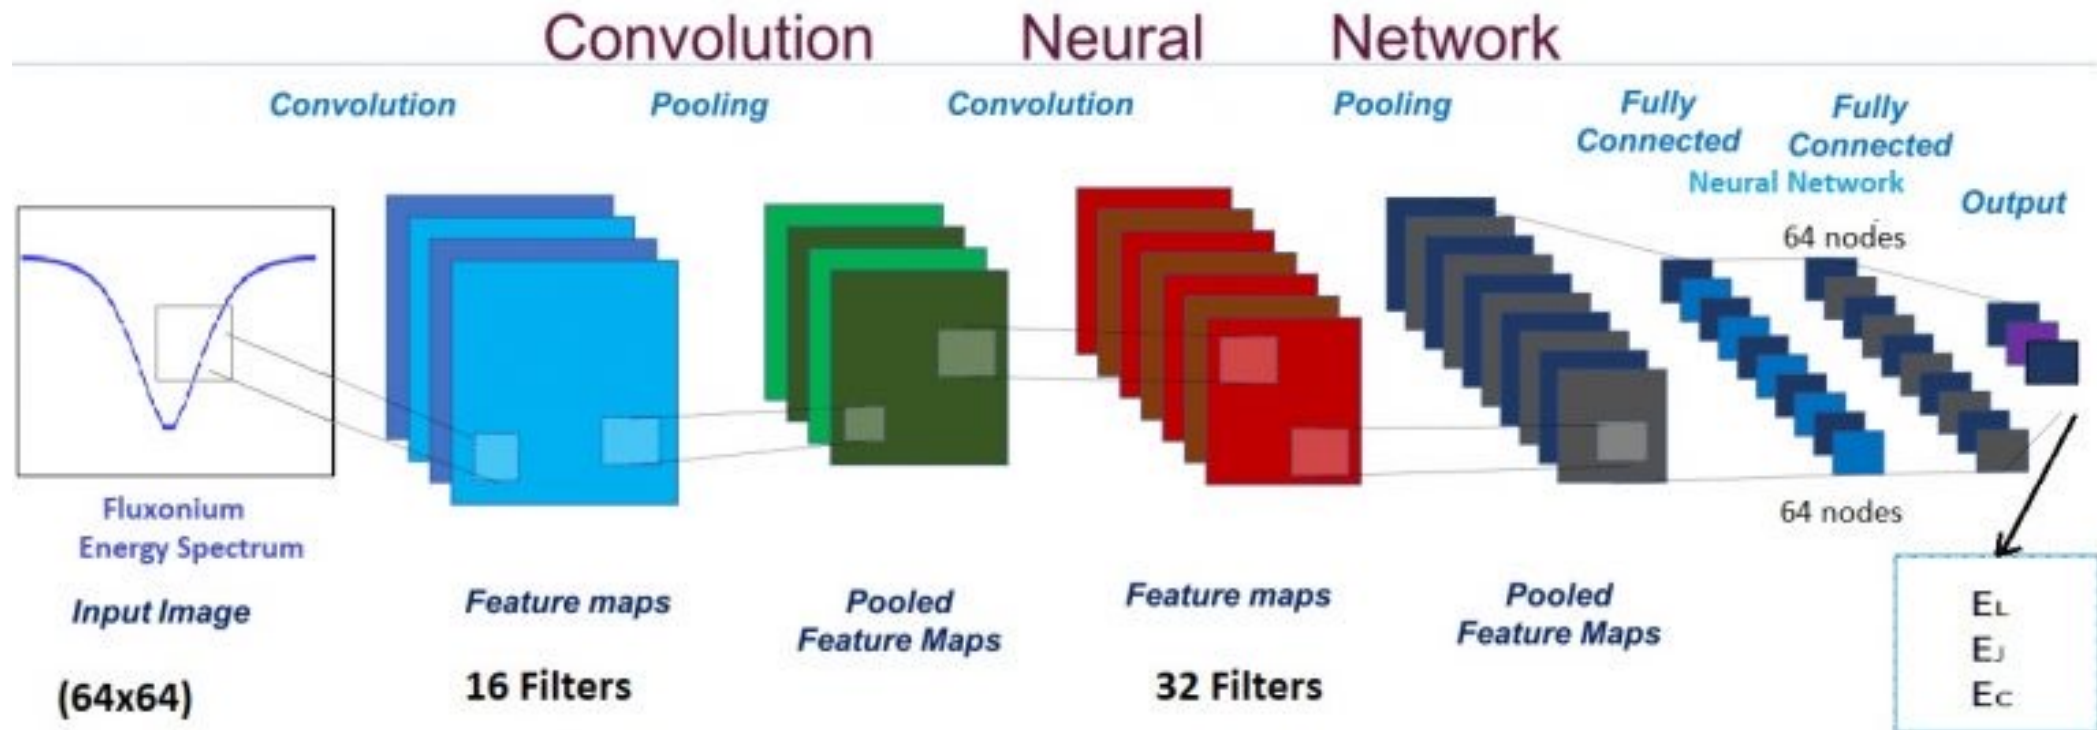 Convolution Neural Network
Convolution
Pooling
Convolution
Pooling
Fully
Connected
Fully
Connected
Neural Network
Output
64 nodes
64 nodes
Fluxonium
Energy Spectrum
Input Image
(64x64)
Feature maps
16 Filters
Pooled
Feature Maps
Feature maps
32 Filters
Pooled
Feature Maps
EL
EJ
EC